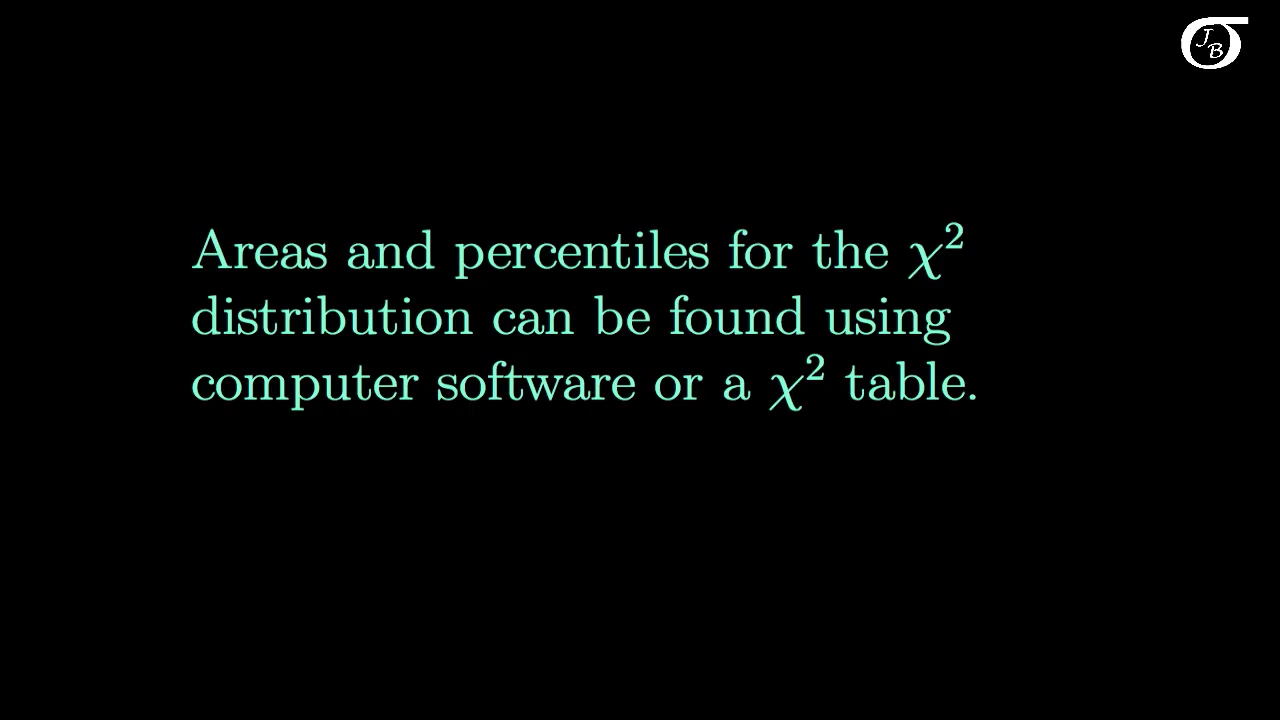 J B
Areas and percentiles for the χ²
distribution can be found using
computer software or a χ² table.